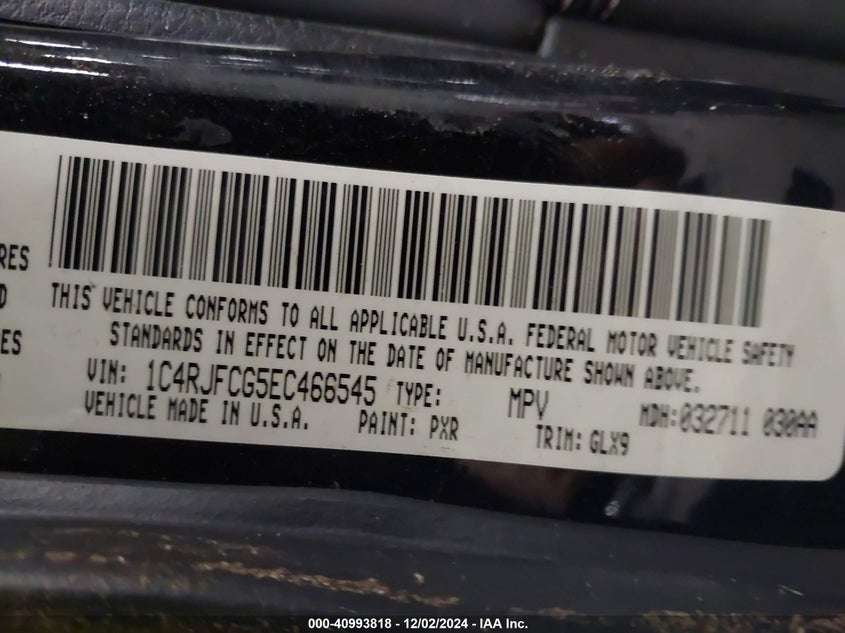 RES
D
ES
THIS VEHICLE CONFORMS TO ALL APPLICABLE U.S.A. FEDERAL MOTOR VEHICLE SAFETY
STANDARDS IN EFFECT ON THE DATE OF MANUFACTURE SHOWN ABOVE.
VIN: 1C4RJFCG5EC466545 TYPE: MPV MDH:032711 030AA
VEHICLE MADE IN U.S.A. PAINT: PXR TRIM: GLX9
000-40993818 - 12/02/2024 - IAA Inc.